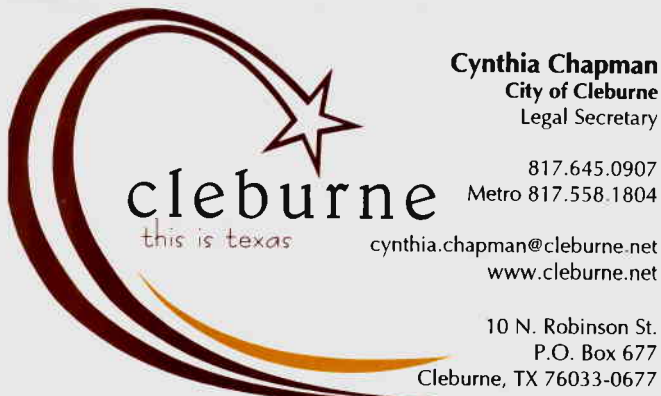 cleburne
this is texas
Cynthia Chapman
City of Cleburne
Legal Secretary
817.645.0907
Metro 817.558.1804
cynthia.chapman@cleburne.net
www.cleburne.net
10 N. Robinson St.
P.O. Box 677
Cleburne, TX 76033-0677